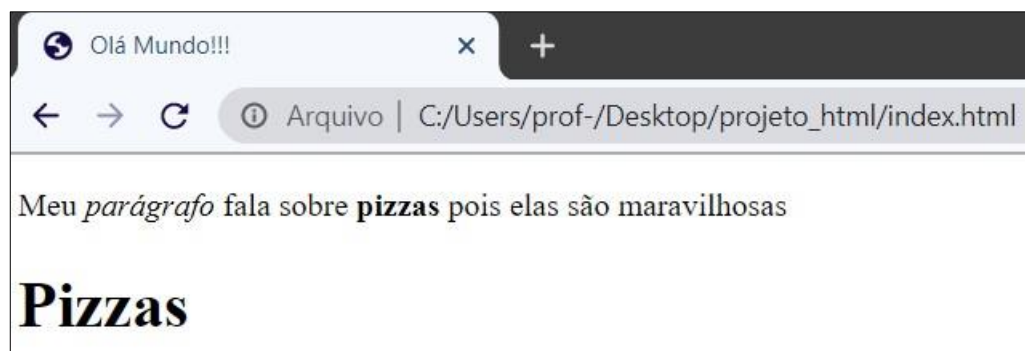 Olá Mundo!!!
Arquivo | C:/Users/prof-/Desktop/projeto_html/index.html
Meu parágrafo fala sobre pizzas pois elas são maravilhosas
Pizzas